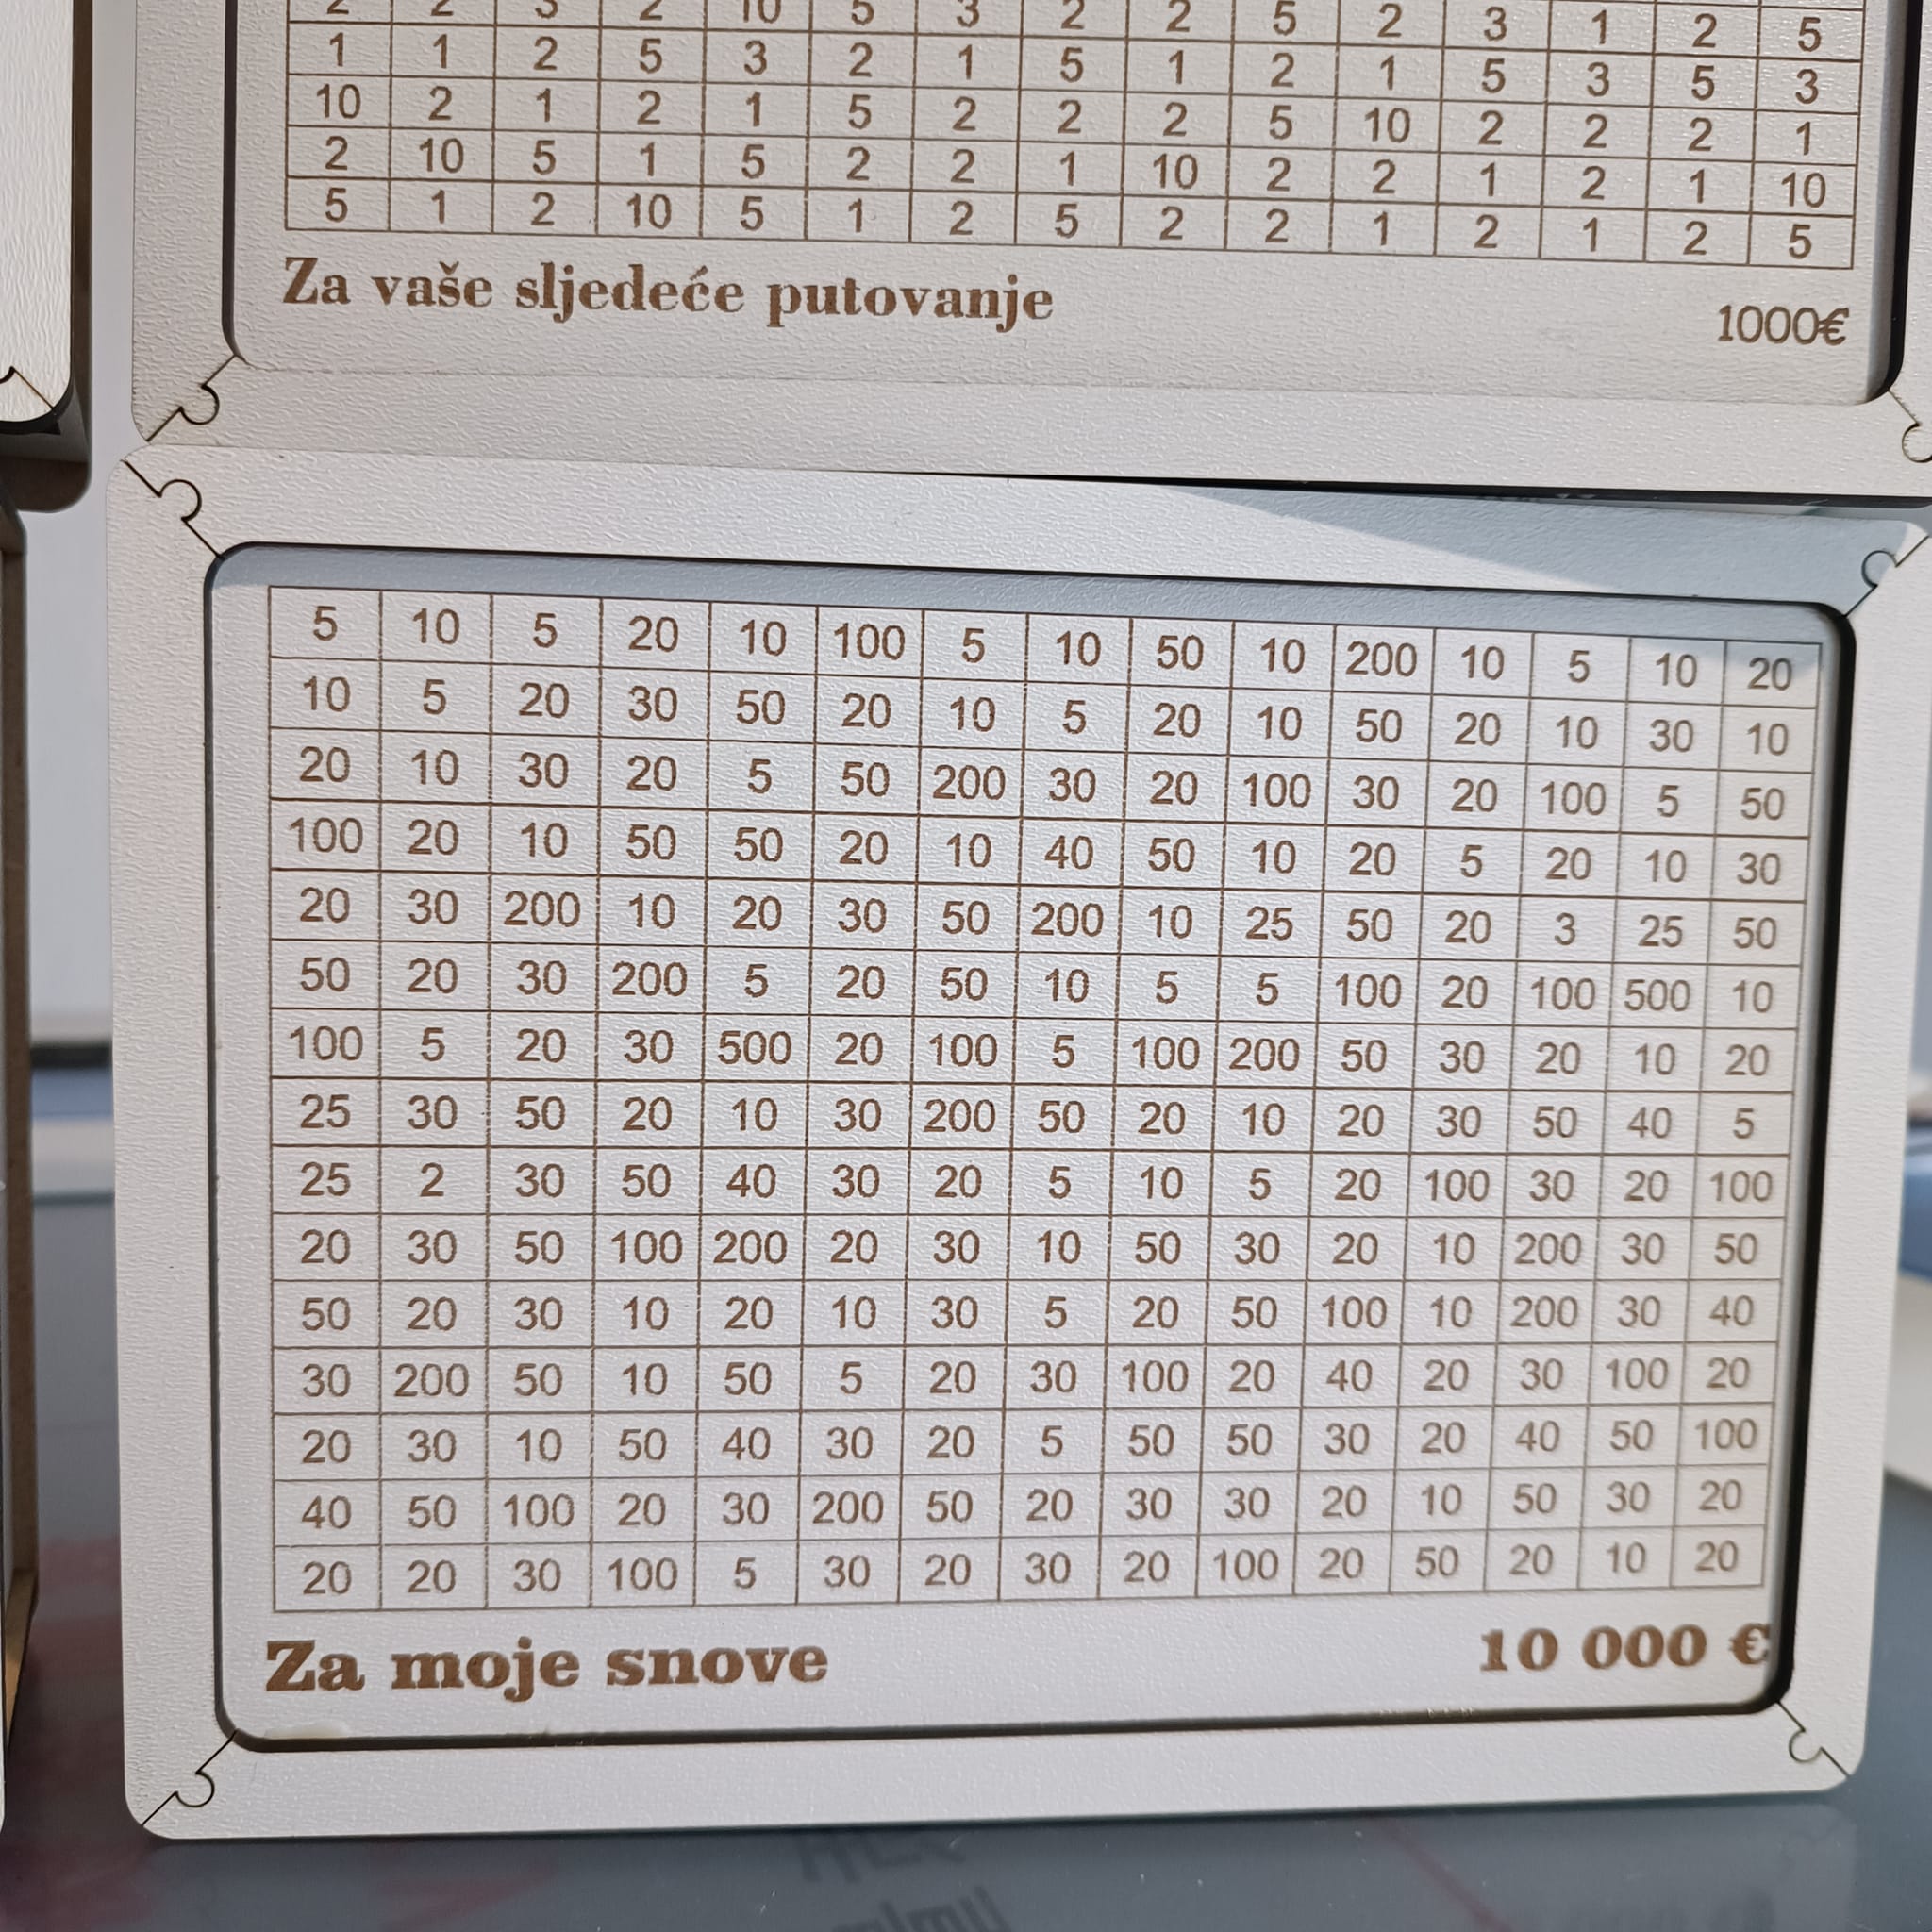 2 2 3 2 10 5 3 2 2 5 2 3 1 2 5
1 1 2 5 3 2 1 5 1 2 1 5 3 5 3
10 2 1 2 1 5 2 2 2 5 10 2 2 2 1
2 10 5 1 5 2 2 1 10 2 2 1 2 1 10
5 1 2 10 5 1 2 5 2 2 1 2 1 2 5
Za vaše sljedeće putovanje 1000€
5 10 5 20 10 100 5 10 50 10 200 10 5 10 20
10 5 20 30 50 20 10 5 20 10 50 20 10 30 10
20 10 30 20 5 50 200 30 20 100 30 20 100 5 50
100 20 10 50 50 20 10 40 50 10 20 5 20 10 30
20 30 200 10 20 30 50 200 10 25 50 20 3 25 50
50 20 30 200 5 20 50 10 5 5 100 20 100 500 10
100 5 20 30 500 20 100 5 100 200 50 30 20 10 20
25 30 50 20 10 30 200 50 20 10 20 30 50 40 5
25 2 30 50 40 30 20 5 10 5 20 100 30 20 100
20 30 50 100 200 20 30 10 50 30 20 10 200 30 50
50 20 30 10 20 10 30 5 20 50 100 10 200 30 40
30 200 50 10 50 5 20 30 100 20 40 20 30 100 20
20 30 10 50 40 30 20 5 50 50 30 20 40 50 100
40 50 100 20 30 200 50 20 30 30 20 10 50 30 20
20 20 30 100 5 30 20 30 20 100 20 50 20 10 20
Za moje snove 10 000 €